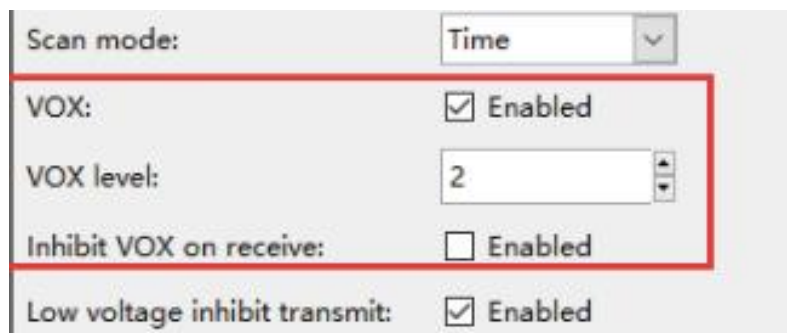 Scan mode: Time
VOX: Enabled
VOX level: 2
Inhibit VOX on receive: Enabled
Low voltage inhibit transmit: Enabled